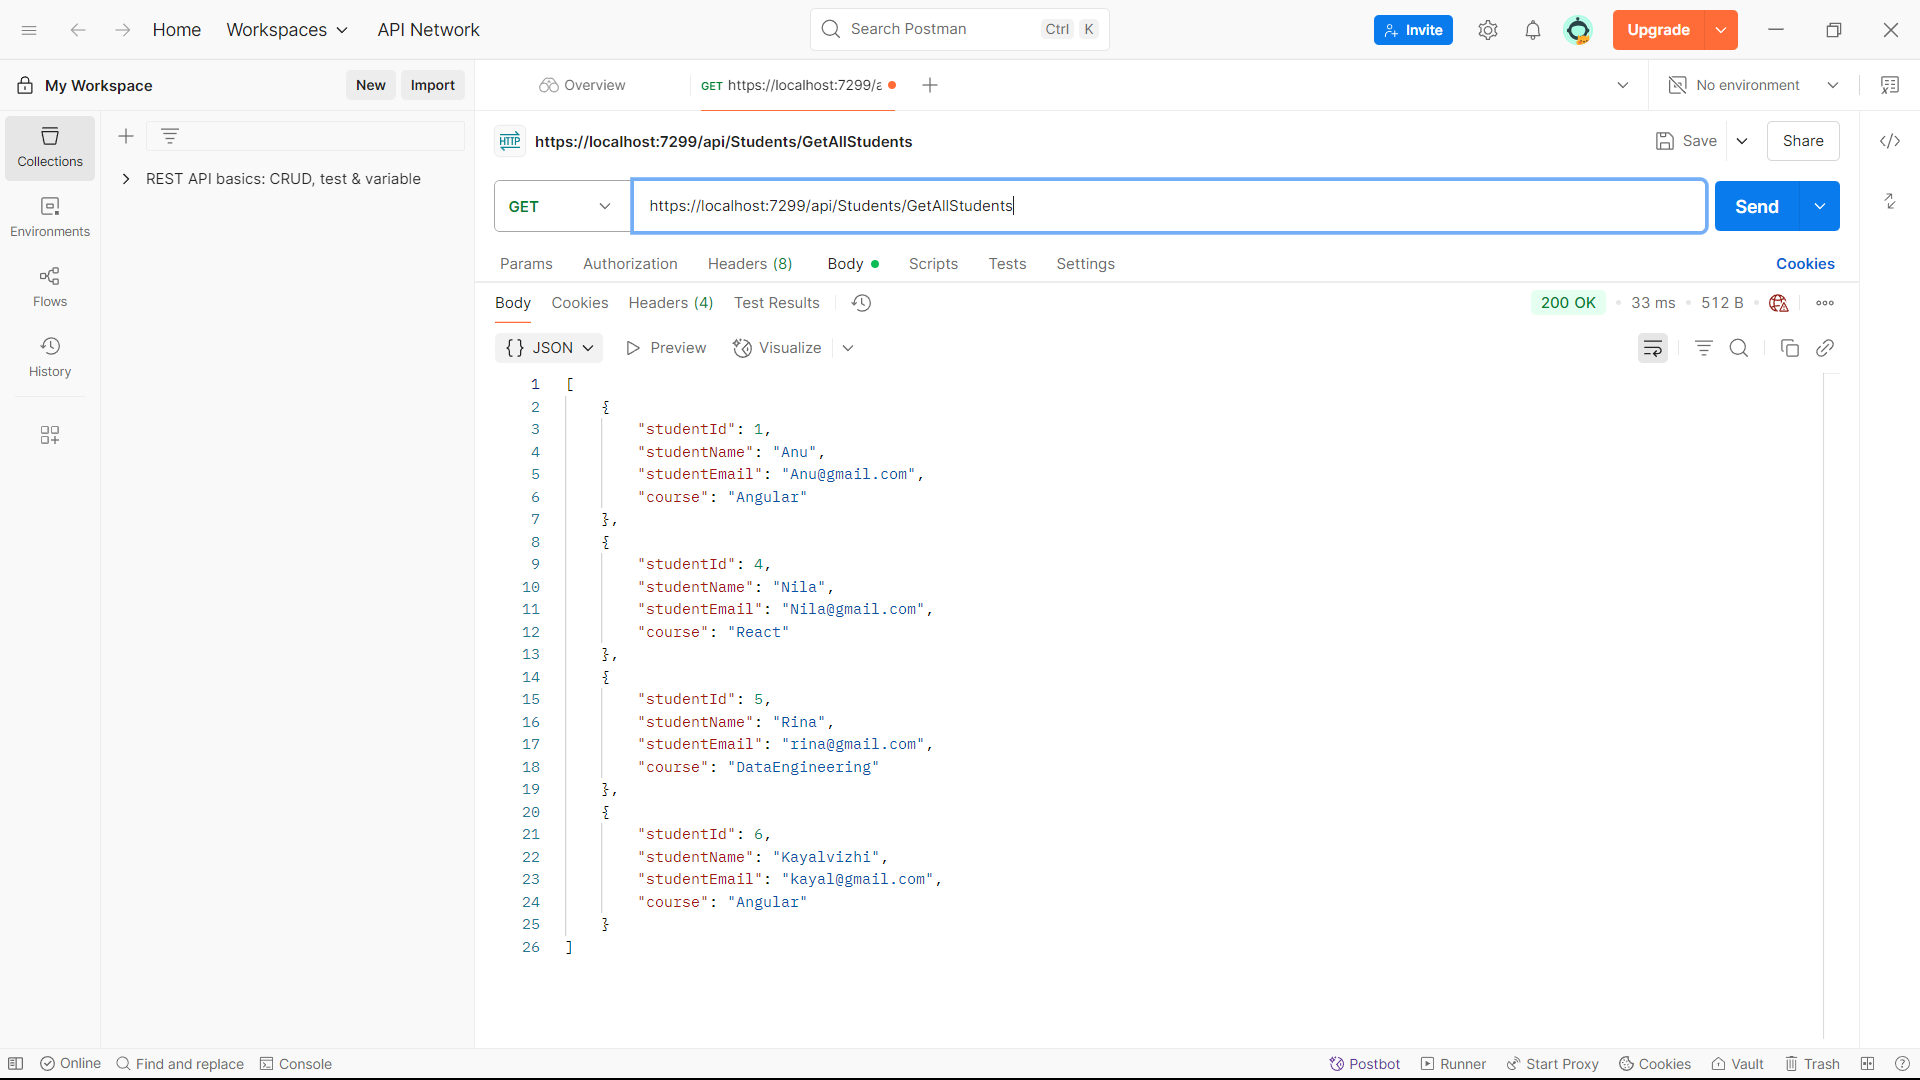 Home Workspaces API Network Search Postman Ctrl K Invite Upgrade
My Workspace New Import Overview GET https://localhost:7299/a No environment
HTTP https://localhost:7299/api/Students/GetAllStudents Save Share
Collections
REST API basics: CRUD, test & variable
Environments
Flows
History
GET https://localhost:7299/api/Students/GetAllStudents Send
Params Authorization Headers (8) Body Scripts Tests Settings Cookies
Body Cookies Headers (4) Test Results 200 OK 33 ms 512 B
{} JSON Preview Visualize
1 [
2 {
3 "studentId": 1,
4 "studentName": "Anu",
5 "studentEmail": "Anu@gmail.com",
6 "course": "Angular"
7 },
8 {
9 "studentId": 4,
10 "studentName": "Nila",
11 "studentEmail": "Nila@gmail.com",
12 "course": "React"
13 },
14 {
15 "studentId": 5,
16 "studentName": "Rina",
17 "studentEmail": "rina@gmail.com",
18 "course": "DataEngineering"
19 },
20 {
21 "studentId": 6,
22 "studentName": "Kayalvizhi",
23 "studentEmail": "kayal@gmail.com",
24 "course": "Angular"
25 }
26 ]
Online Find and replace Console Postbot Runner Start Proxy Cookies Vault Trash